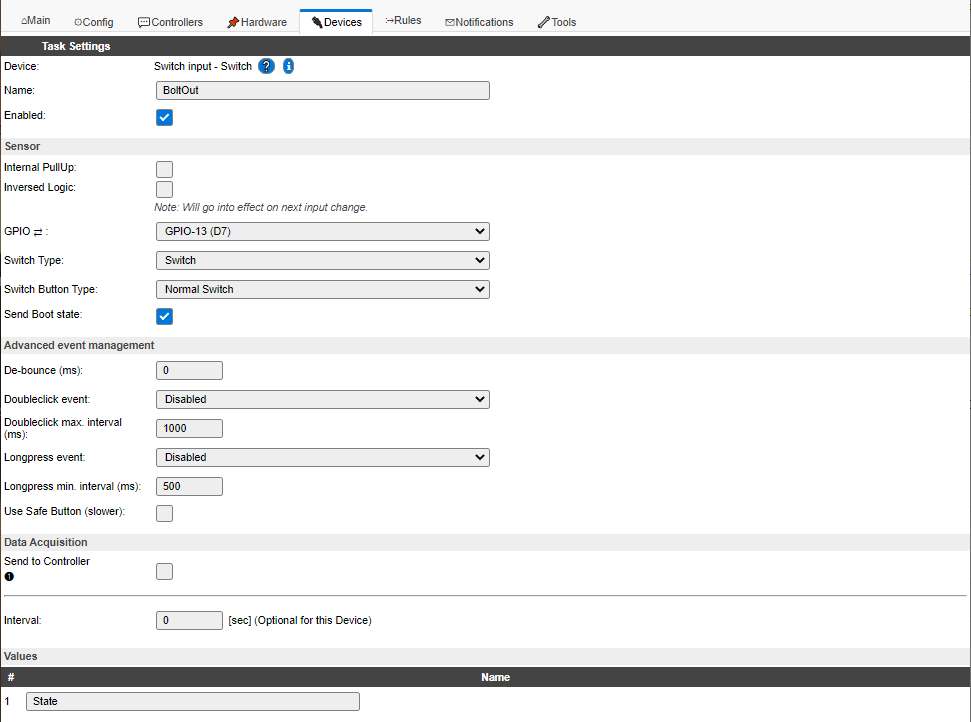 Main Config Controllers Hardware Devices Rules Notifications Tools
Task Settings
Device: Switch input - Switch ? i
Name: BoltOut
Enabled:
Sensor
Internal PullUp:
Inversed Logic:
Note: Will go into effect on next input change.
GPIO ⇄ : GPIO-13 (D7)
Switch Type: Switch
Switch Button Type: Normal Switch
Send Boot state:
Advanced event management
De-bounce (ms): 0
Doubleclick event: Disabled
Doubleclick max. interval
(ms): 1000
Longpress event: Disabled
Longpress min. interval (ms): 500
Use Safe Button (slower):
Data Acquisition
Send to Controller
❶
Interval: 0 [sec] (Optional for this Device)
Values
# Name
1 State